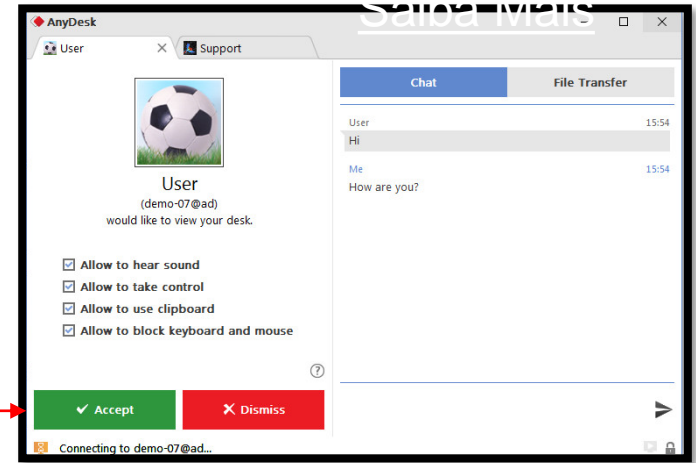 Saiba Mais
AnyDesk
User
Support
Chat
File Transfer
User 15:54
Hi
Me 15:54
How are you?
User
(demo-07@ad)
would like to view your desk.
Allow to hear sound
Allow to take control
Allow to use clipboard
Allow to block keyboard and mouse
?
Accept
Dismiss
Connecting to demo-07@ad...